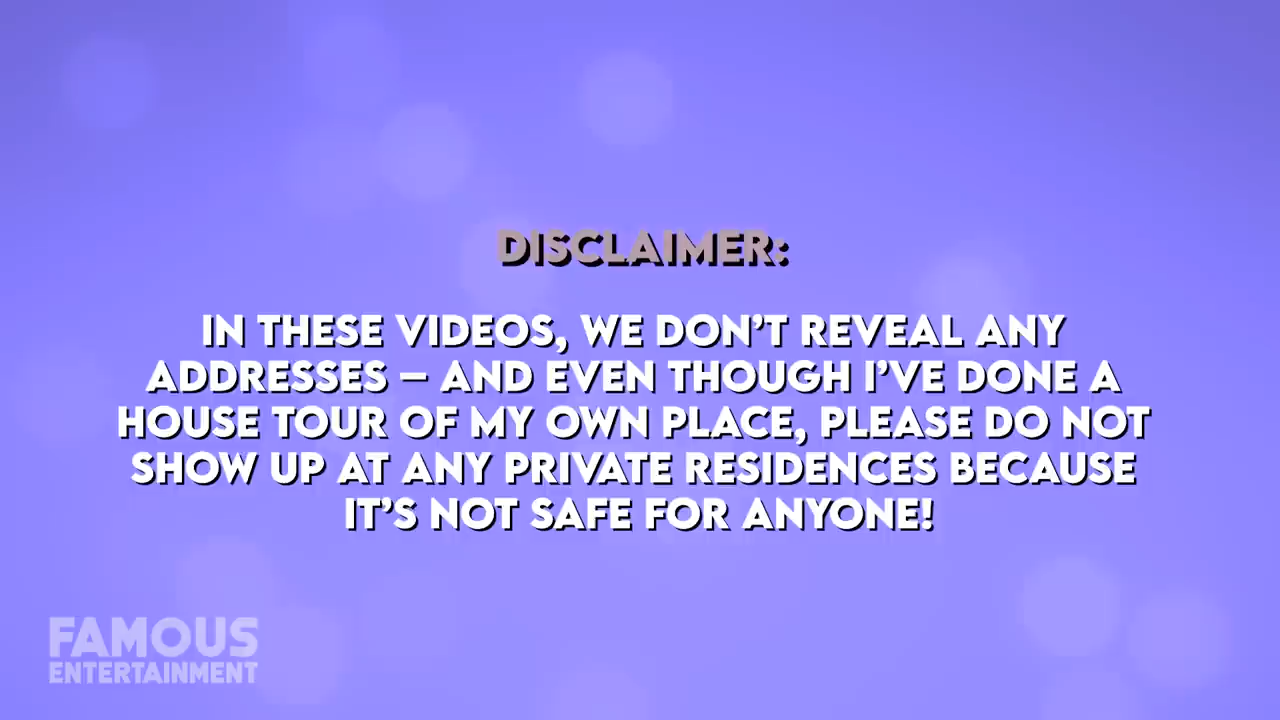 DISCLAIMER:
IN THESE VIDEOS, WE DON'T REVEAL ANY
ADDRESSES – AND EVEN THOUGH I'VE DONE A
HOUSE TOUR OF MY OWN PLACE, PLEASE DO NOT
SHOW UP AT ANY PRIVATE RESIDENCES BECAUSE
IT'S NOT SAFE FOR ANYONE!
FAMOUS
ENTERTAINMENT